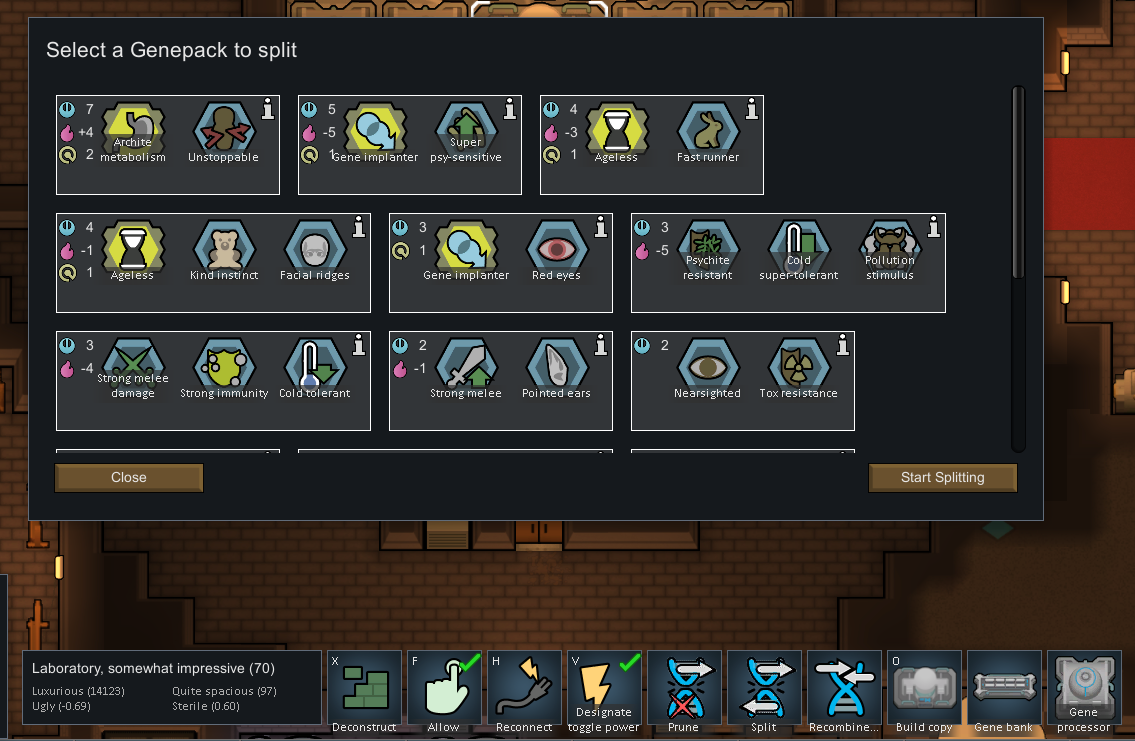 Select a Genepack to split
7
+4
2
Archite
metabolism
Unstoppable
5
-5
1
Gene implanter
Super
psy-sensitive
4
-3
1
Ageless
Fast runner
4
-1
1
Ageless
Kind instinct
Facial ridges
3
1
Gene implanter
Red eyes
3
-5
Psychite
resistant
Cold
super-tolerant
Pollution
stimulus
3
-4
Strong melee
damage
Strong immunity
Cold tolerant
2
-1
Strong melee
Pointed ears
2
Nearsighted
Tox resistance
Close
Start Splitting
Laboratory, somewhat impressive (70)
Luxurious (14123)
Quite spacious (97)
Ugly (-0.69)
Sterile (0.60)
X
Deconstruct
F
Allow
H
Reconnect
V
Designate
toggle power
Prune
Split
Recombine...
O
Build copy
Gene bank
Gene
processor